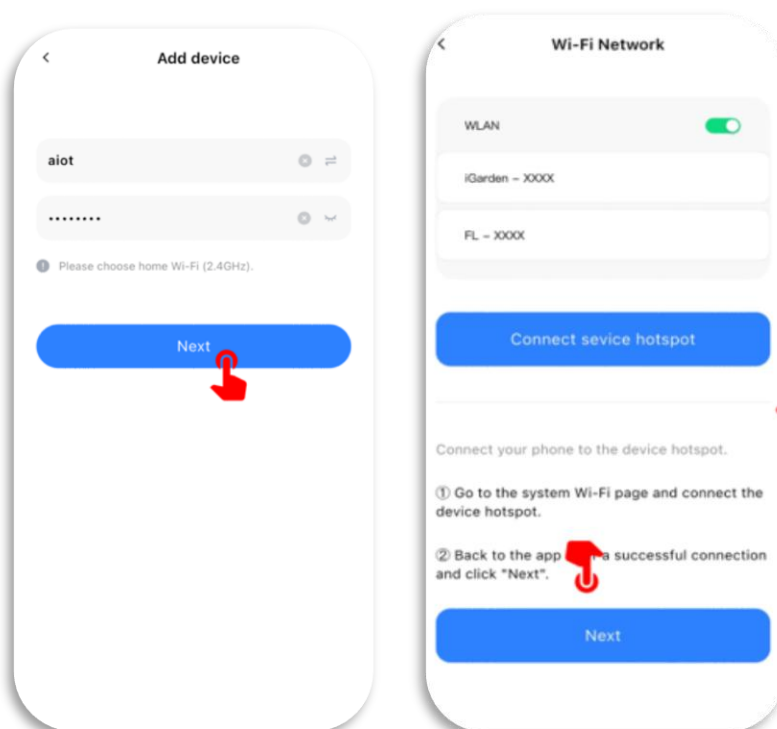 Add device
aiot
••••••••
Please choose home Wi-Fi (2.4GHz).
Next
Wi-Fi Network
WLAN
iGarden – XXXX
FL – XXXX
Connect sevice hotspot
Connect your phone to the device hotspot.
① Go to the system Wi-Fi page and connect the
device hotspot.
② Back to the app a successful connection
and click "Next".
Next